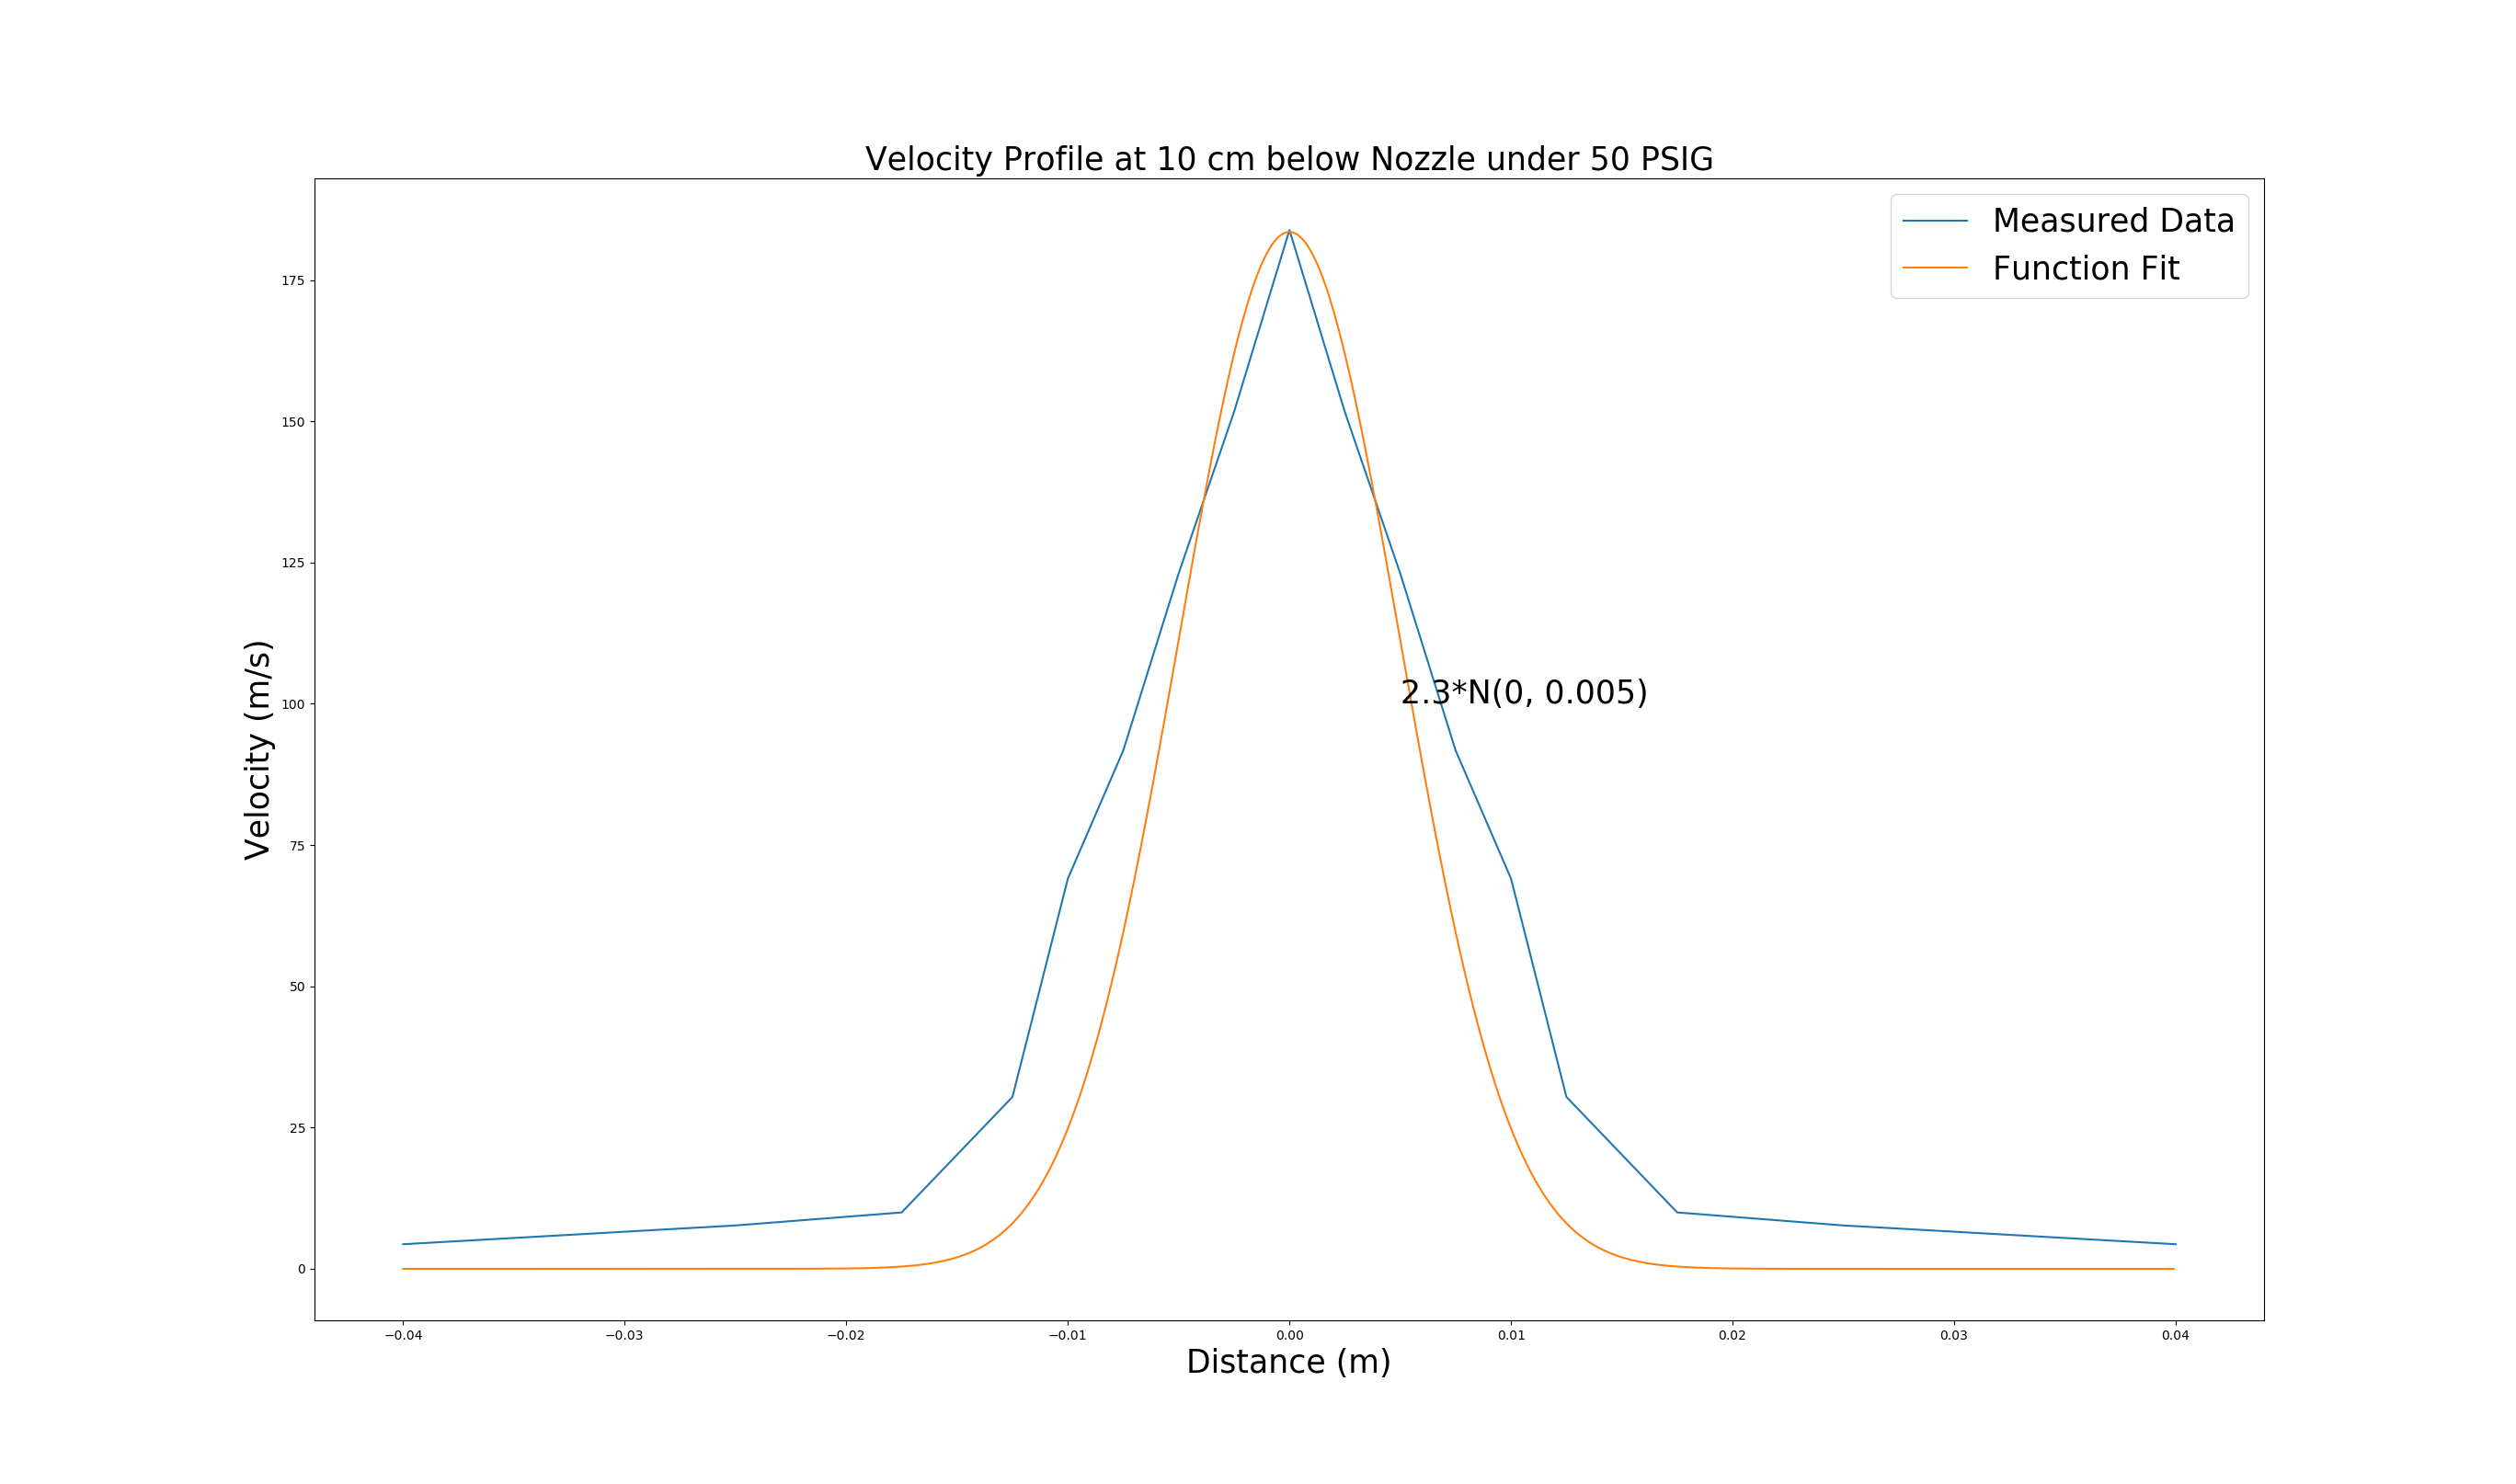 Velocity Profile at 10 cm below Nozzle under 50 PSIG
Measured Data
Function Fit
175
150
125
100
75
50
25
0
Velocity (m/s)
2.3*N(0, 0.005)
−0.04 −0.03 −0.02 −0.01 0.00 0.01 0.02 0.03 0.04
Distance (m)